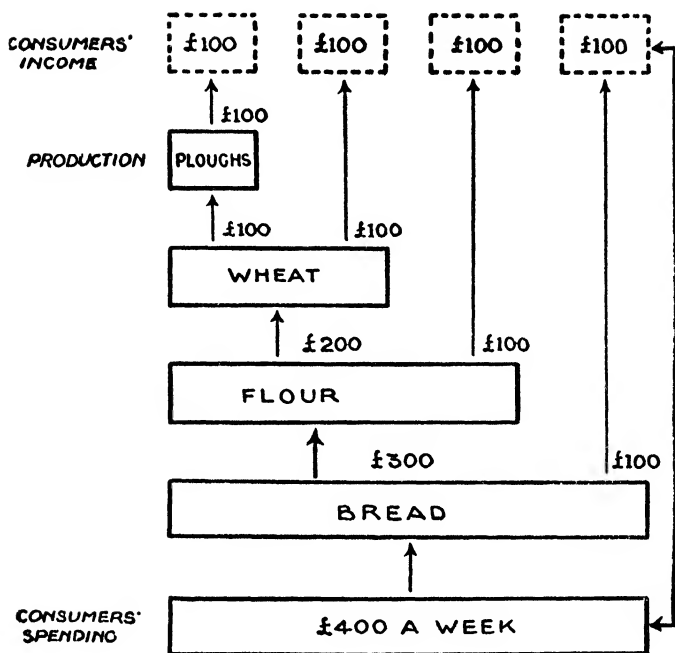 CONSUMERS' INCOME
£100 £100 £100 £100
£100
PRODUCTION PLOUGHS
£100 £100
WHEAT
£200 £100
FLOUR
£300 £100
BREAD
CONSUMERS' SPENDING
£400 A WEEK